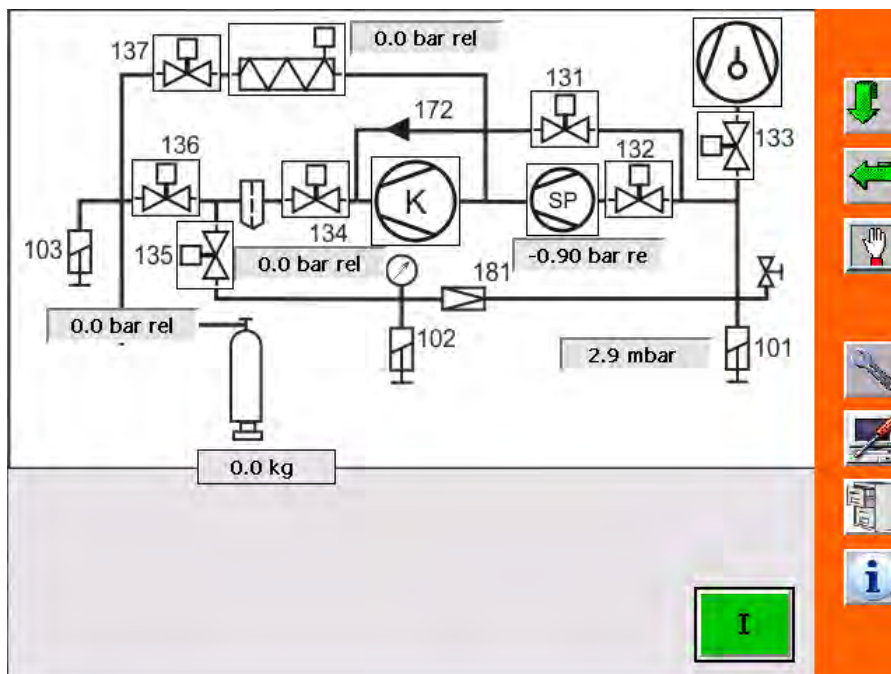 137
0.0 bar rel
172
131
133
136
134
K
SP
132
103
135
0.0 bar rel
-0.90 bar re
181
0.0 bar rel
102
2.9 mbar
101
0.0 kg
I
i